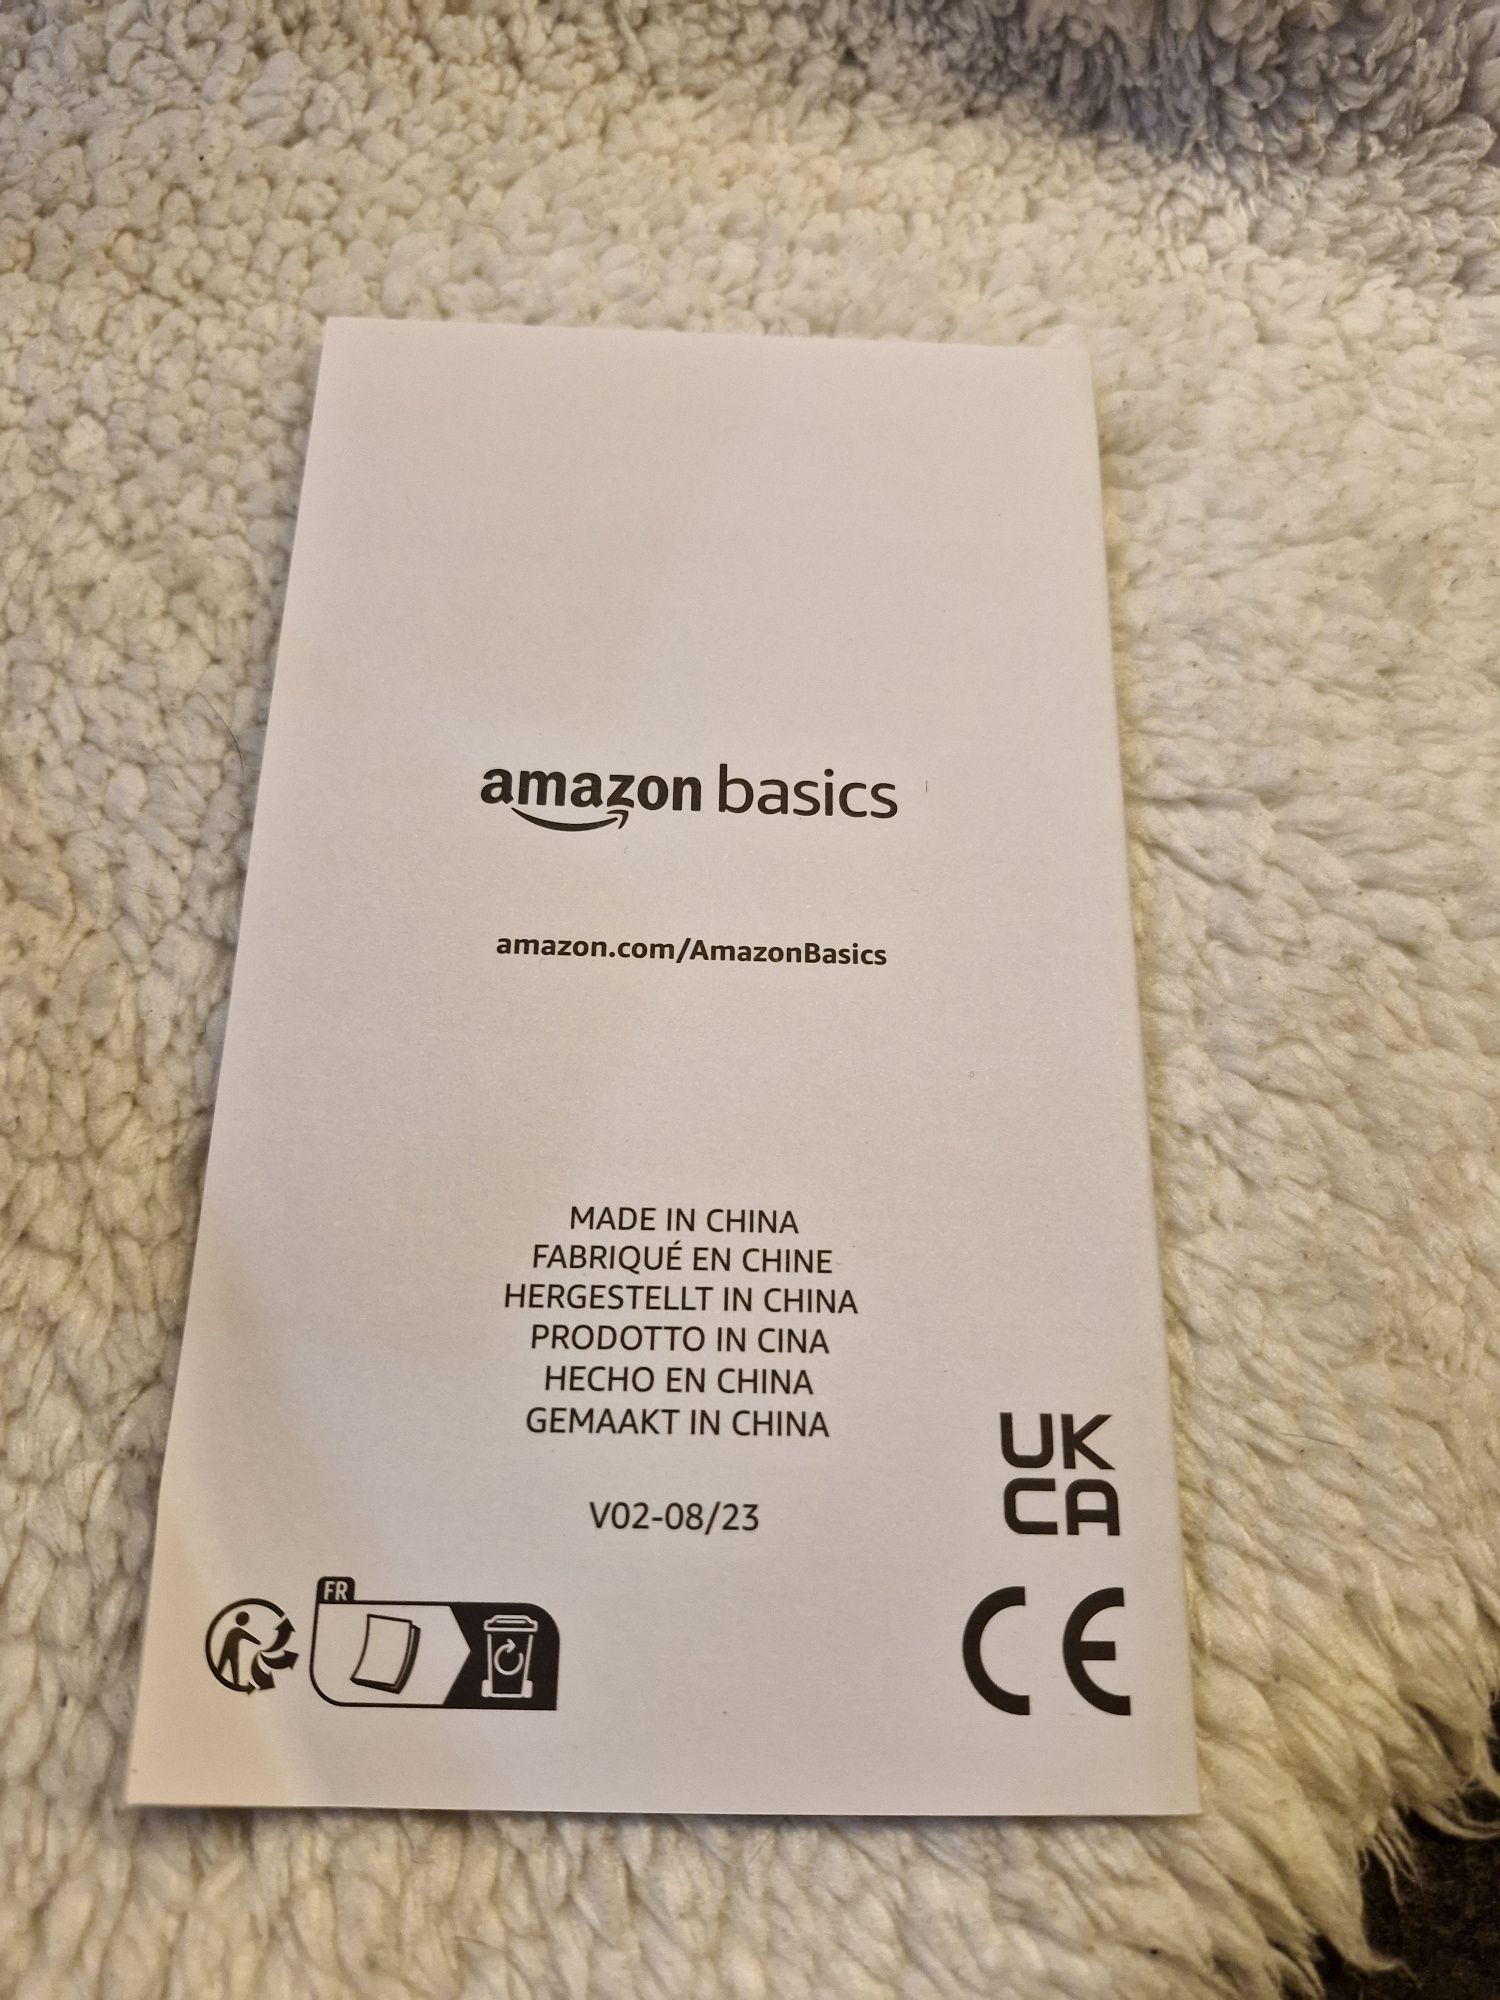 amazon basics
amazon.com/AmazonBasics
MADE IN CHINA
FABRIQUÉ EN CHINE
HERGESTELLT IN CHINA
PRODOTTO IN CINA
HECHO EN CHINA
GEMAAKT IN CHINA
V02-08/23
UK
CA
FR
CE